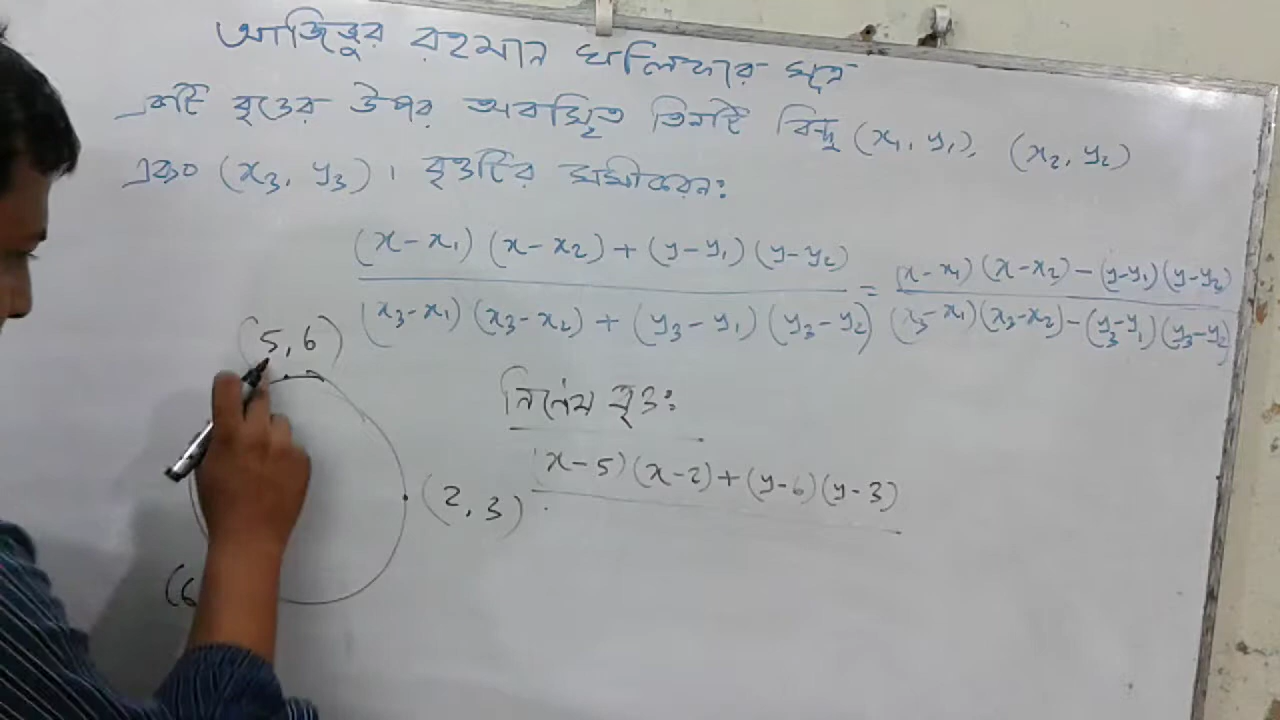 আজিজুর রহমান খলিফার সূত্র
একটি বৃত্তের উপর অবস্থিত তিনটি বিন্দু (x₁, y₁), (x₂, y₂)
এবং (x₃, y₃)। বৃত্তটির সমীকরন:
(x-x₁)(x-x₂)+(y-y₁)(y-y₂) / (x₃-x₁)(x₃-x₂)+(y₃-y₁)(y₃-y₂) = (x-x₁)(x-x₂)-(y-y₁)(y-y₂) / (x₃-x₁)(x₃-x₂)-(y₃-y₁)(y₃-y₂)
(5, 6)
নির্ণেয় বৃত্ত:
(x-5)(x-2)+(y-6)(y-3)
(2, 3)
(6